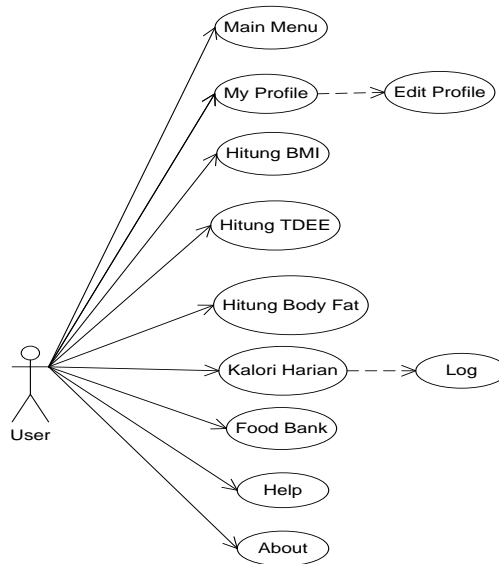 Main Menu
My Profile
Edit Profile
Hitung BMI
Hitung TDEE
Hitung Body Fat
Kalori Harian
Log
Food Bank
User
Help
About